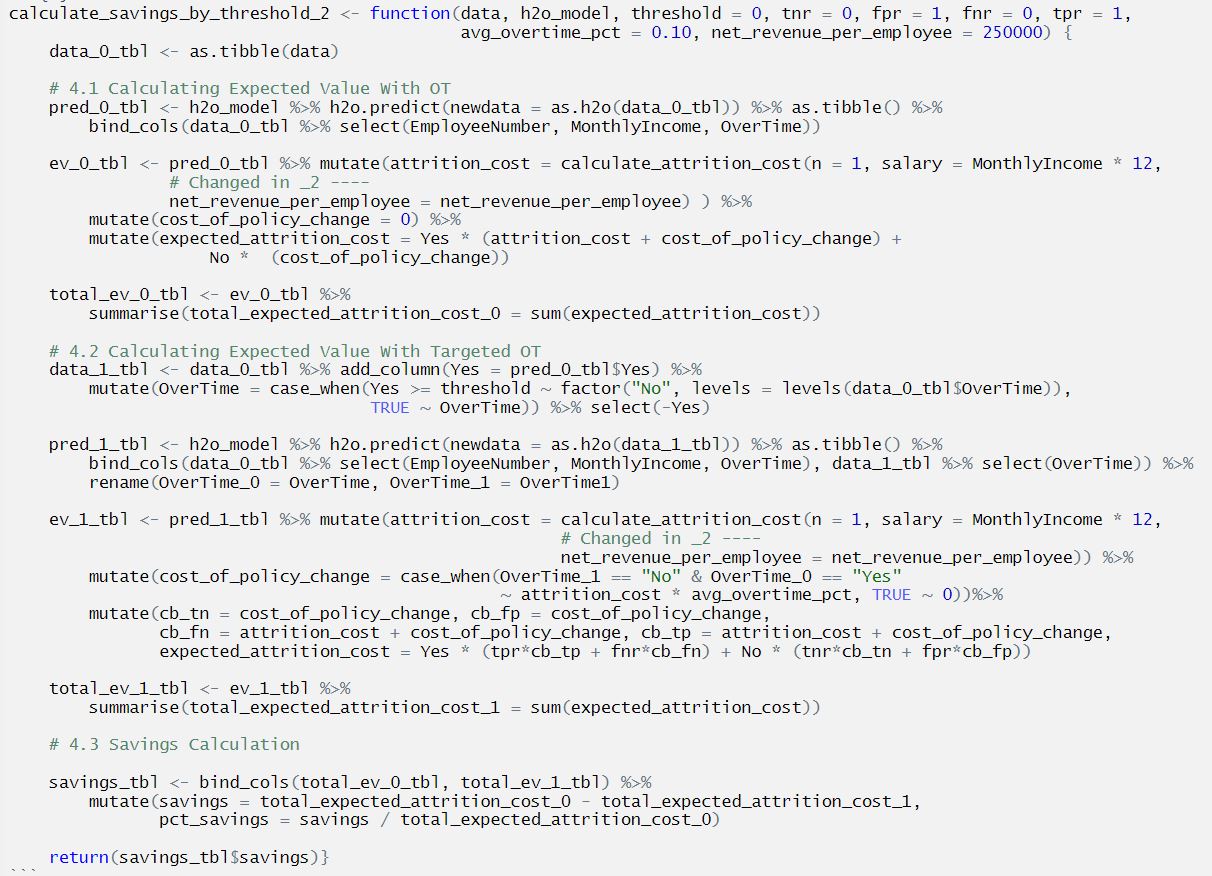 calculate_savings_by_threshold_2 <- function(data, h2o_model, threshold = 0, tnr = 0, fpr = 1, fnr = 0, tpr = 1,
                                             avg_overtime_pct = 0.10, net_revenue_per_employee = 250000) {
    data_0_tbl <- as.tibble(data)

    # 4.1 Calculating Expected Value With OT
    pred_0_tbl <- h2o_model %>% h2o.predict(newdata = as.h2o(data_0_tbl)) %>% as.tibble() %>%
        bind_cols(data_0_tbl %>% select(EmployeeNumber, MonthlyIncome, OverTime))

    ev_0_tbl <- pred_0_tbl %>% mutate(attrition_cost = calculate_attrition_cost(n = 1, salary = MonthlyIncome * 12,
                # Changed in _2 ----
                net_revenue_per_employee = net_revenue_per_employee) ) %>%
        mutate(cost_of_policy_change = 0) %>%
        mutate(expected_attrition_cost = Yes * (attrition_cost + cost_of_policy_change) +
                    No *  (cost_of_policy_change))

    total_ev_0_tbl <- ev_0_tbl %>%
        summarise(total_expected_attrition_cost_0 = sum(expected_attrition_cost))

    # 4.2 Calculating Expected Value With Targeted OT
    data_1_tbl <- data_0_tbl %>% add_column(Yes = pred_0_tbl$Yes) %>%
        mutate(OverTime = case_when(Yes >= threshold ~ factor("No", levels = levels(data_0_tbl$OverTime)),
                                    TRUE ~ OverTime)) %>% select(-Yes)

    pred_1_tbl <- h2o_model %>% h2o.predict(newdata = as.h2o(data_1_tbl)) %>% as.tibble() %>%
        bind_cols(data_0_tbl %>% select(EmployeeNumber, MonthlyIncome, OverTime), data_1_tbl %>% select(OverTime)) %>%
        rename(OverTime_0 = OverTime, OverTime_1 = OverTime1)

    ev_1_tbl <- pred_1_tbl %>% mutate(attrition_cost = calculate_attrition_cost(n = 1, salary = MonthlyIncome * 12,
                                                       # Changed in _2 ----
                                                       net_revenue_per_employee = net_revenue_per_employee)) %>%
        mutate(cost_of_policy_change = case_when(OverTime_1 == "No" & OverTime_0 == "Yes"
                                                 ~ attrition_cost * avg_overtime_pct, TRUE ~ 0))%>%
        mutate(cb_tn = cost_of_policy_change, cb_fp = cost_of_policy_change,
               cb_fn = attrition_cost + cost_of_policy_change, cb_tp = attrition_cost + cost_of_policy_change,
               expected_attrition_cost = Yes * (tpr*cb_tp + fnr*cb_fn) + No * (tnr*cb_tn + fpr*cb_fp))

    total_ev_1_tbl <- ev_1_tbl %>%
        summarise(total_expected_attrition_cost_1 = sum(expected_attrition_cost))

    # 4.3 Savings Calculation

    savings_tbl <- bind_cols(total_ev_0_tbl, total_ev_1_tbl) %>%
        mutate(savings = total_expected_attrition_cost_0 - total_expected_attrition_cost_1,
               pct_savings = savings / total_expected_attrition_cost_0)

    return(savings_tbl$savings)}
```